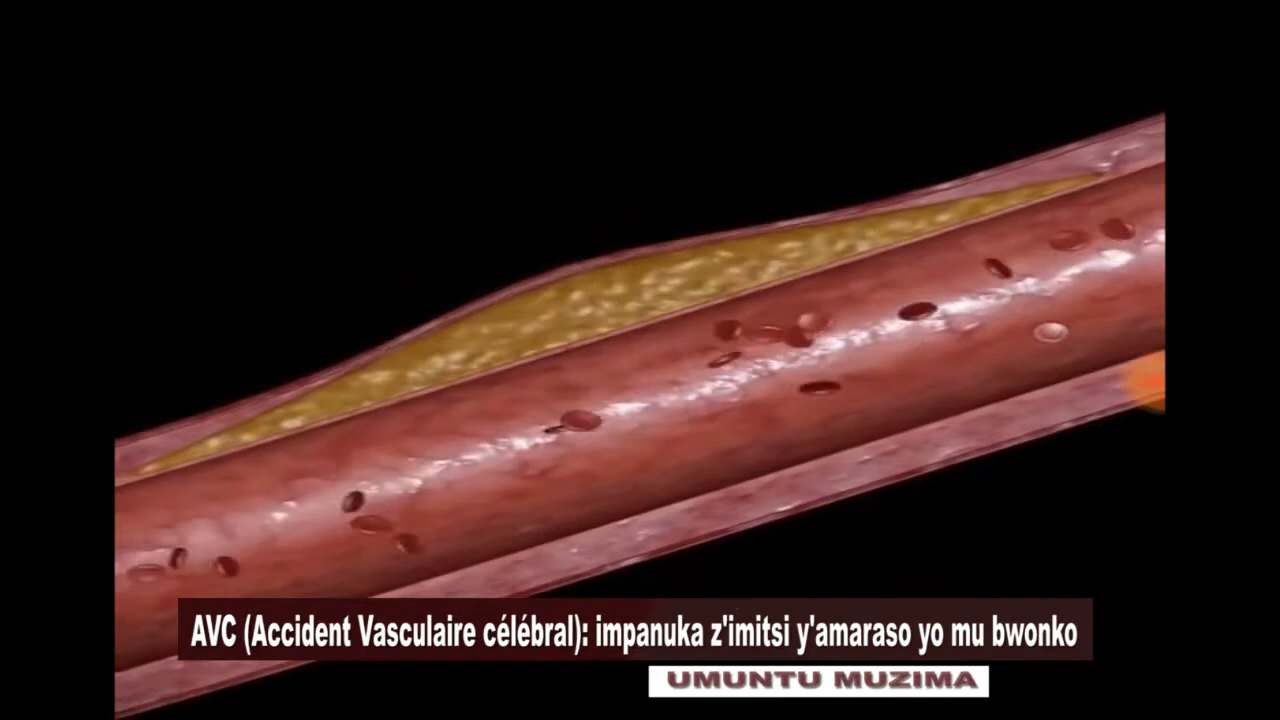 AVC (Accident Vasculaire célébral): impanuka z'imitsi y'amaraso yo mu bwonko
UMUNTU MUZIMA